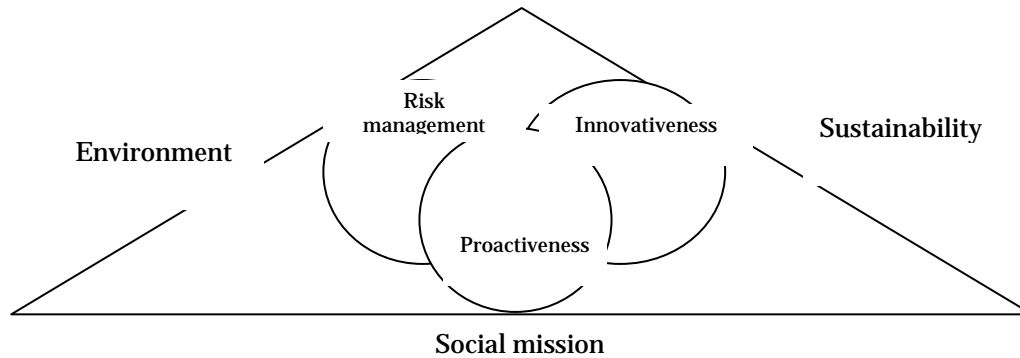 Risk
management
Innovativeness
Sustainability
Environment
Proactiveness
Social mission